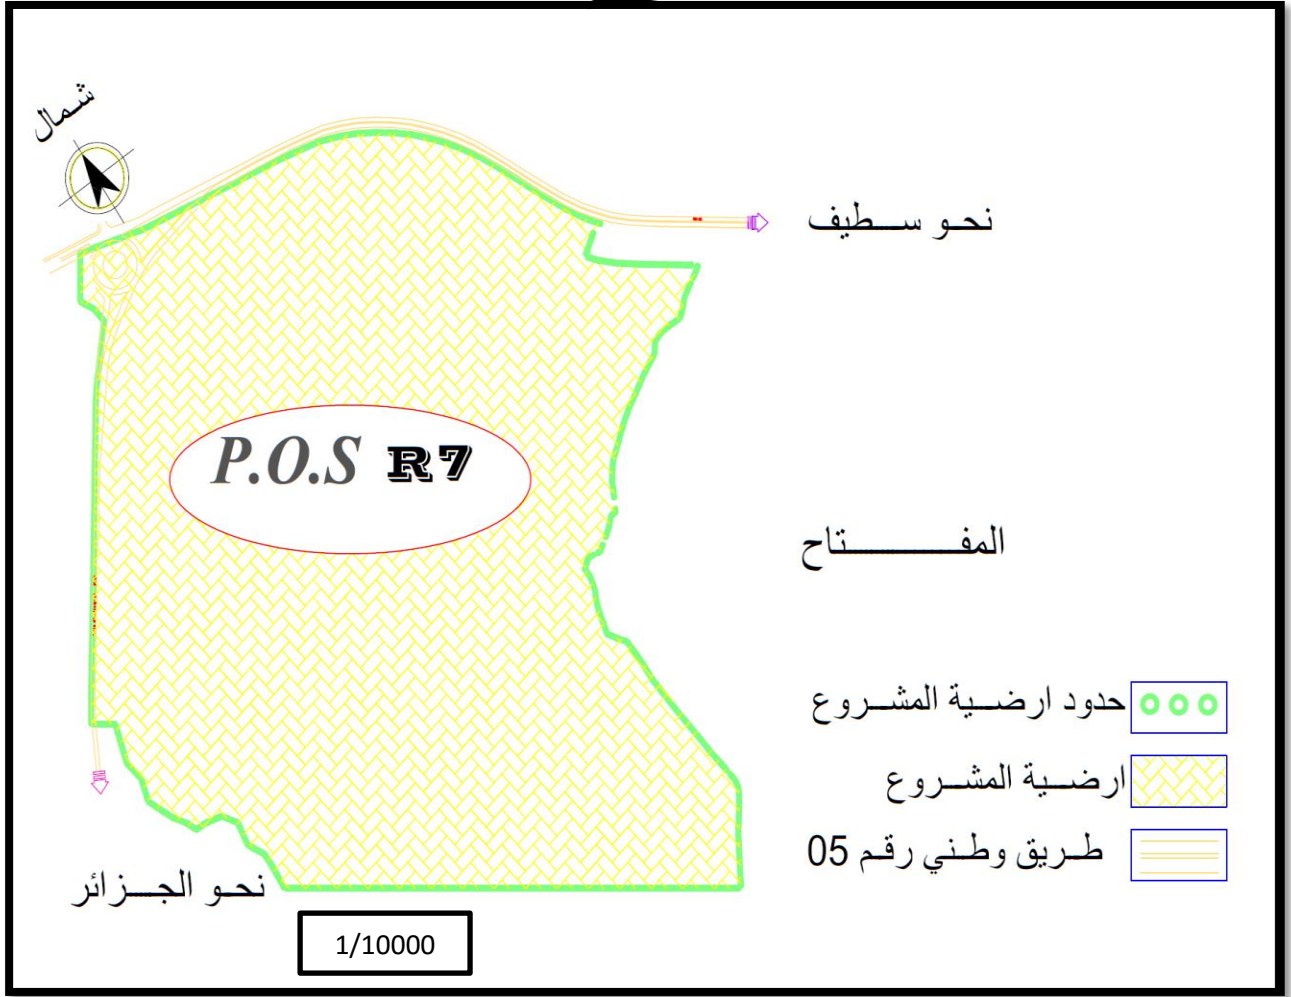 شمال
نحو سطيف
P.O.S R7
المفتاح
حدود ارضية المشروع
ارضية المشروع
طريق وطني رقم 05
نحو الجزائر
1/10000